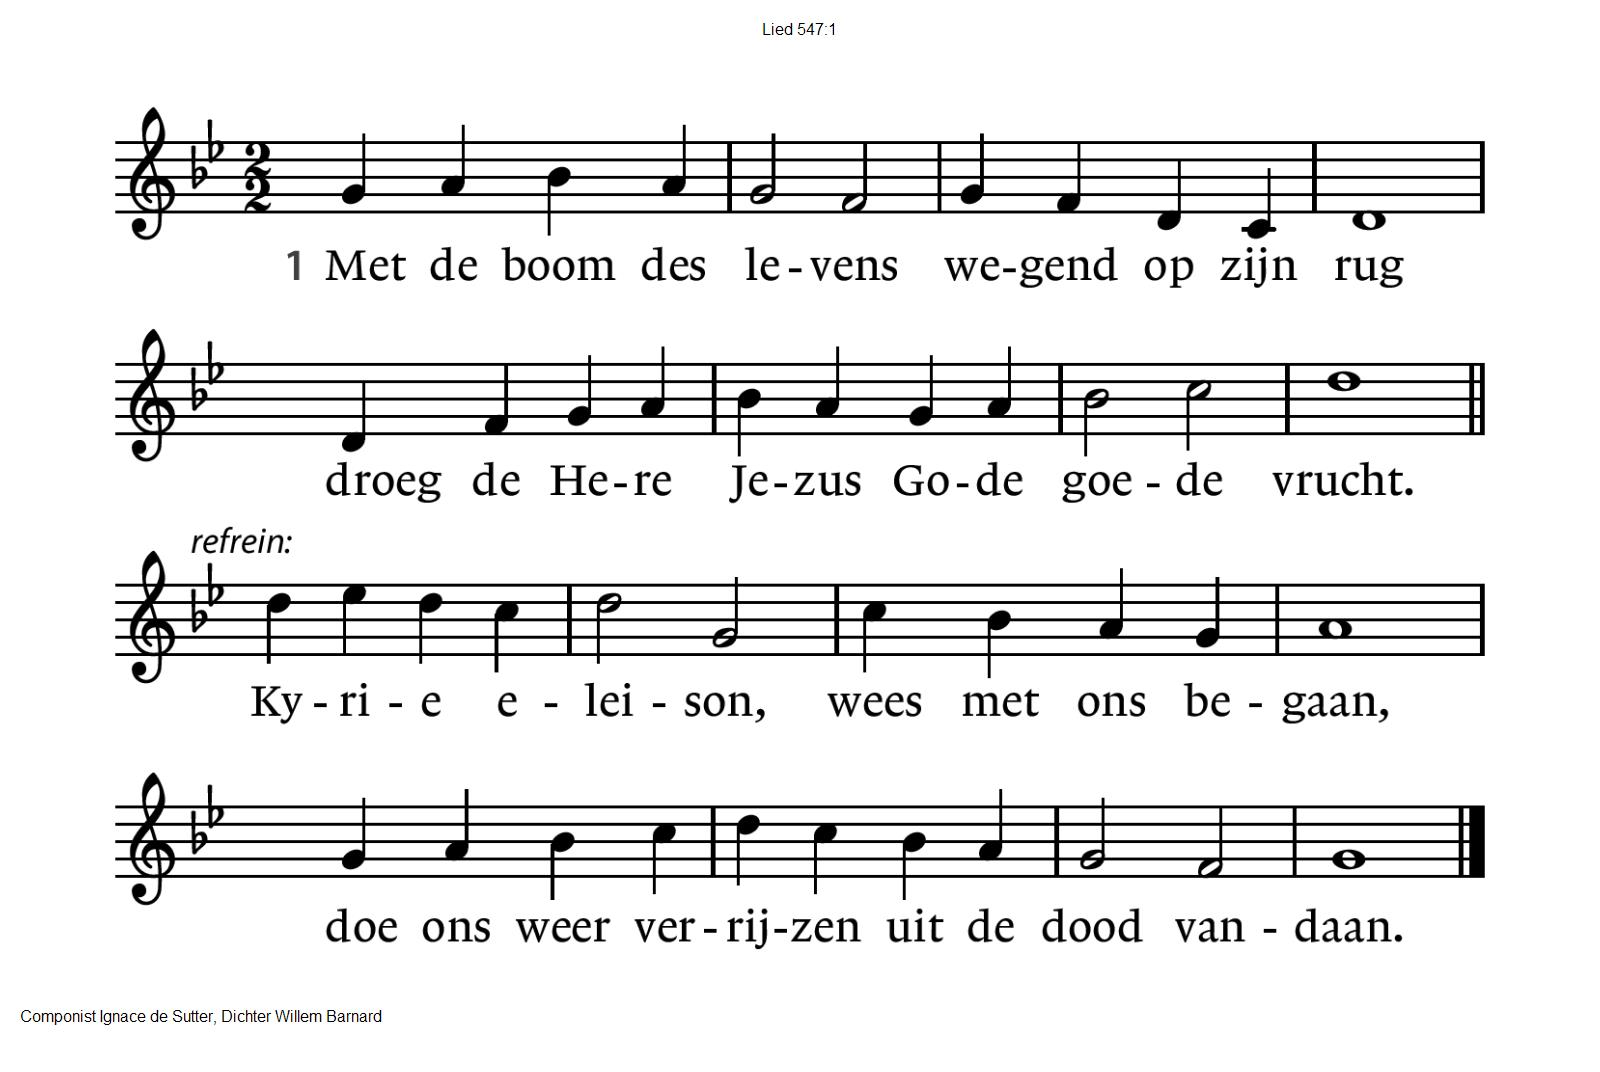 Lied 547:1
1 Met de boom des le-vens we-gend op zijn rug
droeg de He-re Je-zus Go-de goe-de vrucht.
refrein:
Ky-ri-e e-lei-son, wees met ons be-gaan,
doe ons weer ver-rij-zen uit de dood van-daan.
Componist Ignace de Sutter, Dichter Willem Barnard